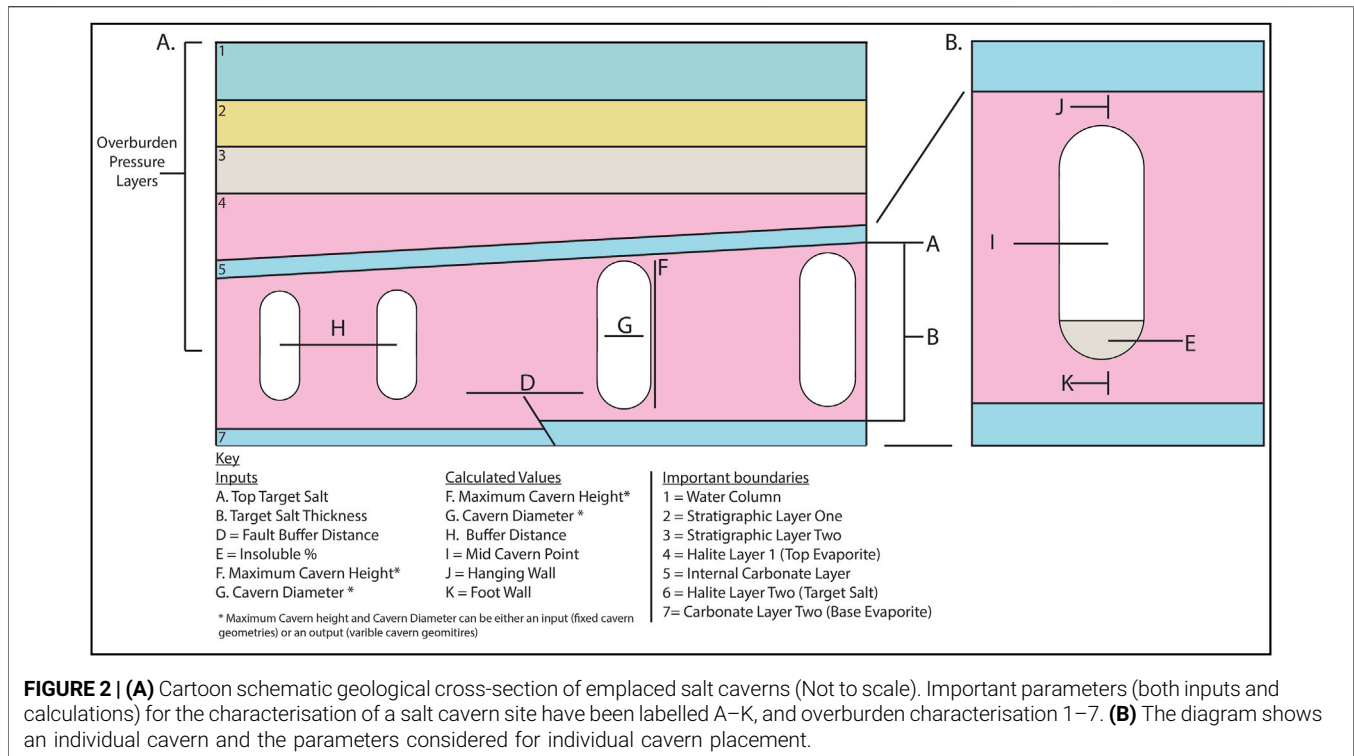 A.
1
2
3
4
5
7
Overburden
Pressure
Layers
H
D
G
F
A
B
B.
J
I
E
K
Key
Inputs
A. Top Target Salt
B. Target Salt Thickness
D = Fault Buffer Distance
E = Insoluble %
F. Maximum Cavern Height*
G. Cavern Diameter *
Calculated Values
F. Maximum Cavern Height*
G. Cavern Diameter *
H. Buffer Distance
I = Mid Cavern Point
J = Hanging Wall
K = Foot Wall
* Maximum Cavern height and Cavern Diameter can be either an input (fixed cavern
geometries) or an output (varible cavern geomitires)
Important boundaries
1 = Water Column
2 = Stratigraphic Layer One
3 = Stratigraphic Layer Two
4 = Halite Layer 1 (Top Evaporite)
5 = Internal Carbonate Layer
6 = Halite Layer Two (Target Salt)
7= Carbonate Layer Two (Base Evaporite)
FIGURE 2 | (A) Cartoon schematic geological cross-section of emplaced salt caverns (Not to scale). Important parameters (both inputs and
calculations) for the characterisation of a salt cavern site have been labelled A–K, and overburden characterisation 1–7. (B) The diagram shows
an individual cavern and the parameters considered for individual cavern placement.